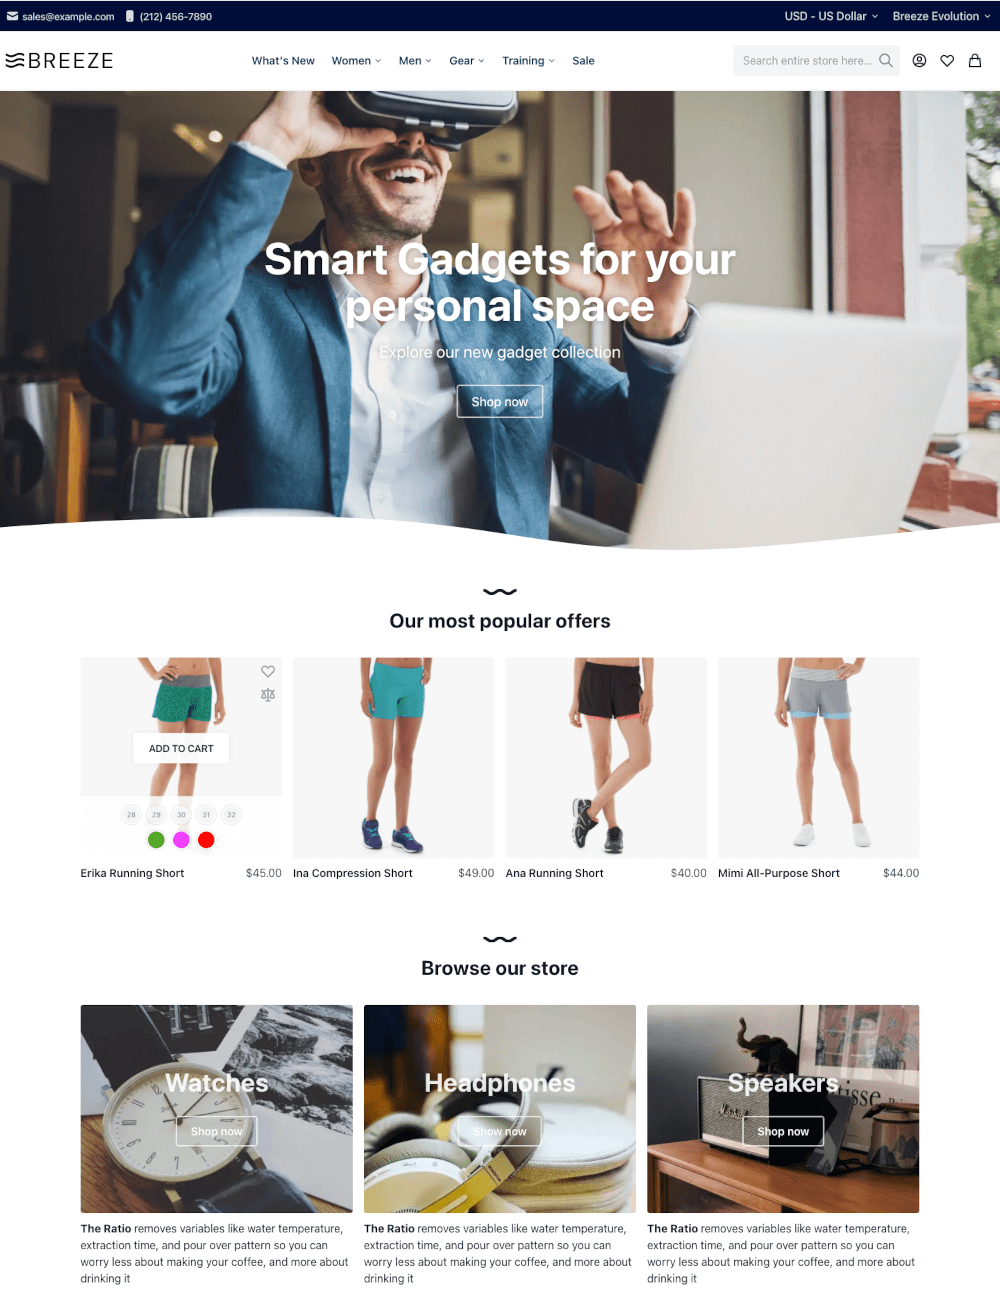 sales@example.com (212) 456-7890 USD - US Dollar Breeze Evolution
BREEZE What's New Women Men Gear Training Sale Search entire store here...
Smart Gadgets for your
personal space
Explore our new gadget collection
Shop now
Our most popular offers
ADD TO CART
28 29 30 31 32
Erika Running Short $45.00 Ina Compression Short $49.00 Ana Running Short $40.00 Mimi All-Purpose Short $44.00
Browse our store
Watches
Shop now
The Ratio removes variables like water temperature,
extraction time, and pour over pattern so you can
worry less about making your coffee, and more about
drinking it
Headphones
Show now
The Ratio removes variables like water temperature,
extraction time, and pour over pattern so you can
worry less about making your coffee, and more about
drinking it
Speakers
Shop now
The Ratio removes variables like water temperature,
extraction time, and pour over pattern so you can
worry less about making your coffee, and more about
drinking it